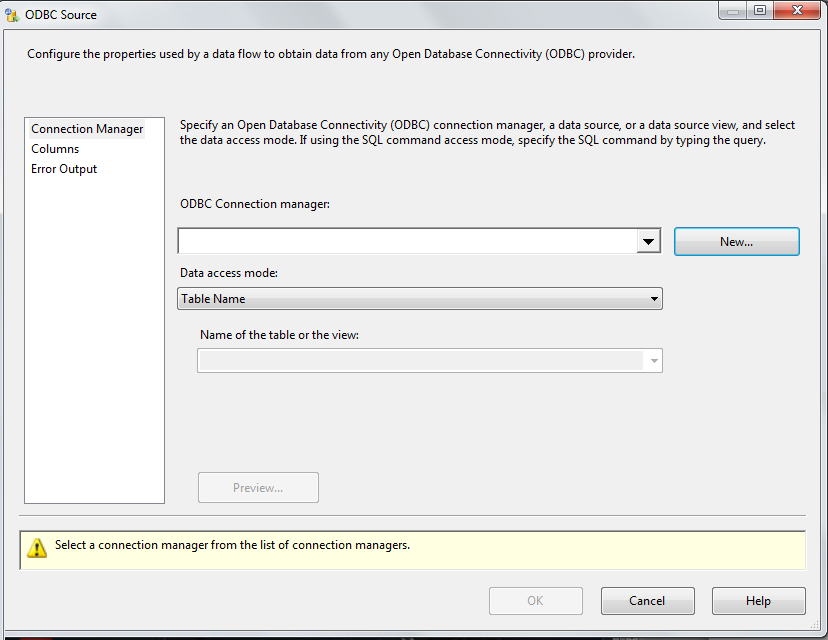 ODBC Source
Configure the properties used by a data flow to obtain data from any Open Database Connectivity (ODBC) provider.
Connection Manager
Columns
Error Output
Specify an Open Database Connectivity (ODBC) connection manager, a data source, or a data source view, and select
the data access mode. If using the SQL command access mode, specify the SQL command by typing the query.
ODBC Connection manager:
New...
Data access mode:
Table Name
Name of the table or the view:
Preview...
Select a connection manager from the list of connection managers.
OK
Cancel
Help